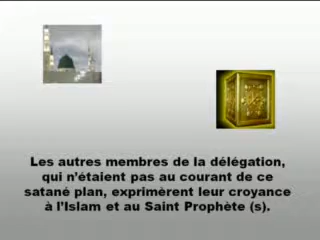 Les autres membres de la délégation,
qui n'étaient pas au courant de ce
satané plan, exprimèrent leur croyance
à l'Islam et au Saint Prophète (s).